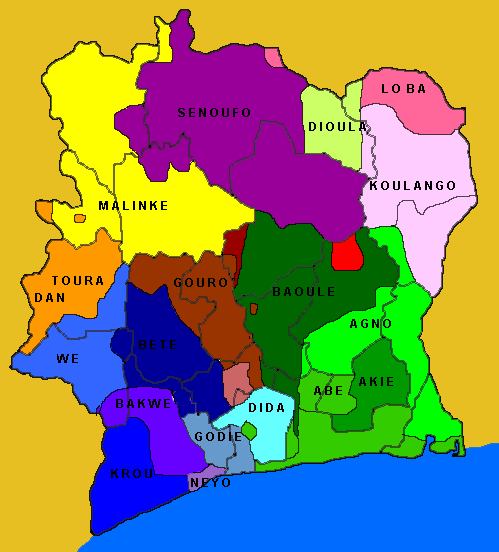 LOBA
SENOUFO
DIOULA
KOULANGO
MALINKE
TOURA
GOURO
BAOULE
DAN
AGNO
BETE
WE
AKIE
ABE
BAKWE
DIDA
GODIE
KROU
NEYO